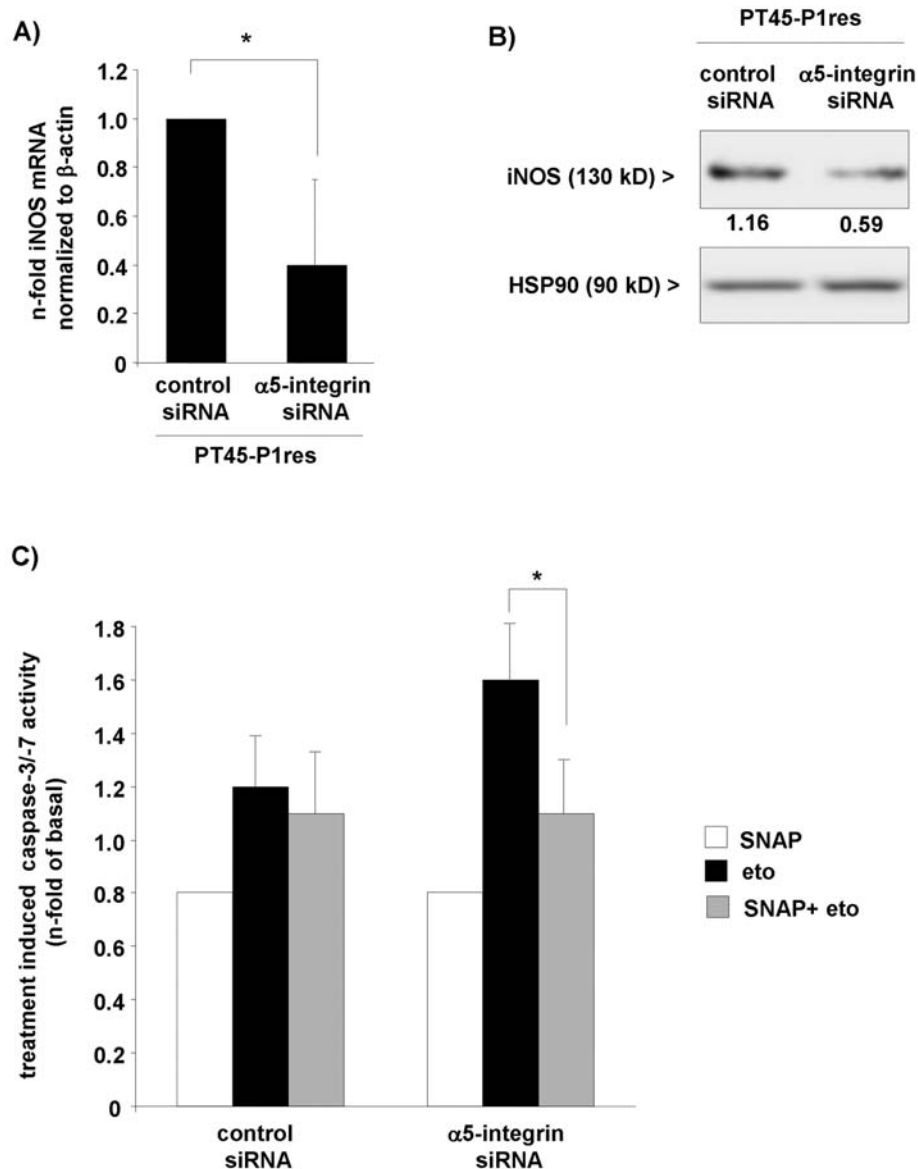 A)
*
1.2
1.0
0.8
0.6
0.4
0.2
0
n-fold iNOS mRNA
normalized to β-actin
control
siRNA
α5-integrin
siRNA
PT45-P1res
B)
PT45-P1res
control
siRNA
α5-integrin
siRNA
iNOS (130 kD) >
1.16 0.59
HSP90 (90 kD) >
C)
*
1.8
1.6
1.4
1.2
1.0
0.8
0.6
0.4
0.2
0
treatment induced caspase-3/-7 activity
(n-fold of basal)
control
siRNA
α5-integrin
siRNA
SNAP
eto
SNAP+ eto